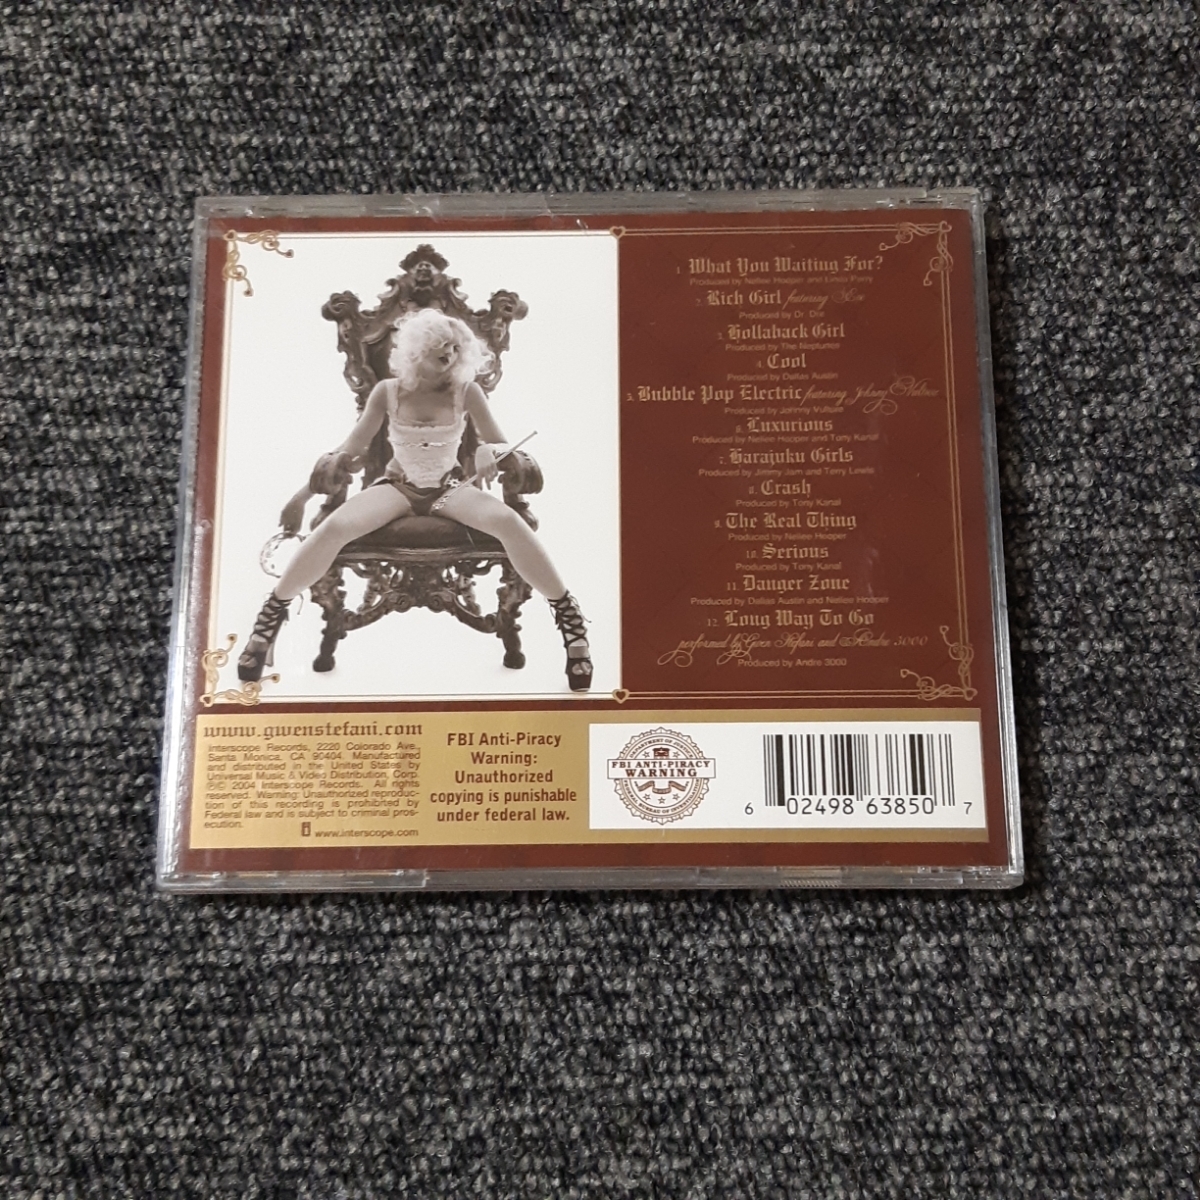 1. What You Waiting For?
Produced by Nellee Hooper and Linda Perry
2. Rich Girl featuring Eve
Produced by Dr. Dre
3. Hollaback Girl
Produced by The Neptunes
4. Cool
Produced by Dallas Austin
5. Bubble Pop Electric featuring Johnny Vulture
Produced by Johnny Vulture
6. Luxurious
Produced by Nellee Hooper and Tony Kanal
7. Harajuku Girls
Produced by Jimmy Jam and Terry Lewis
8. Crash
Produced by Tony Kanal
9. The Real Thing
Produced by Nellee Hooper
10. Serious
Produced by Tony Kanal
11. Danger Zone
Produced by Dallas Austin and Nellee Hooper
12. Long Way To Go
performed by Gwen Stefani and Andre 3000
Produced by Andre 3000
www.gwenstefani.com
Interscope Records, 2220 Colorado Ave.,
Santa Monica, CA 90404. Manufactured
and distributed in the United States by
Universal Music & Video Distribution, Corp.
℗© 2004 Interscope Records. All rights
reserved. Warning: Unauthorized reproduc-
tion of this recording is prohibited by
Federal law and is subject to criminal pros-
ecution.
www.interscope.com
FBI Anti-Piracy
Warning:
Unauthorized
copying is punishable
under federal law.
DEPARTMENT OF JUSTICE
FBI ANTI-PIRACY
WARNING
FEDERAL BUREAU OF INVESTIGATION
6 02498 63850 7